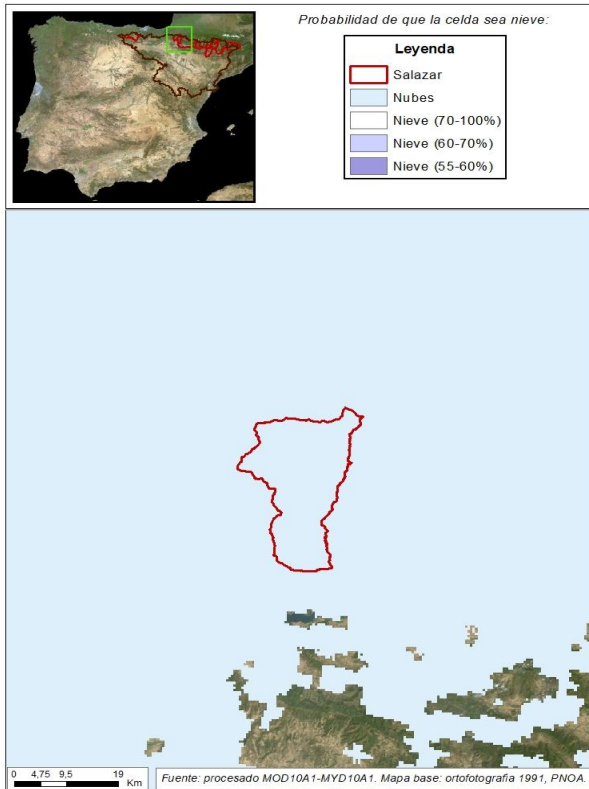 Probabilidad de que la celda sea nieve:
Leyenda
Salazar
Nubes
Nieve (70-100%)
Nieve (60-70%)
Nieve (55-60%)
0 4,75 9,5 19
Km
Fuente: procesado MOD10A1-MYD10A1. Mapa base: ortofotografia 1991, PNOA.